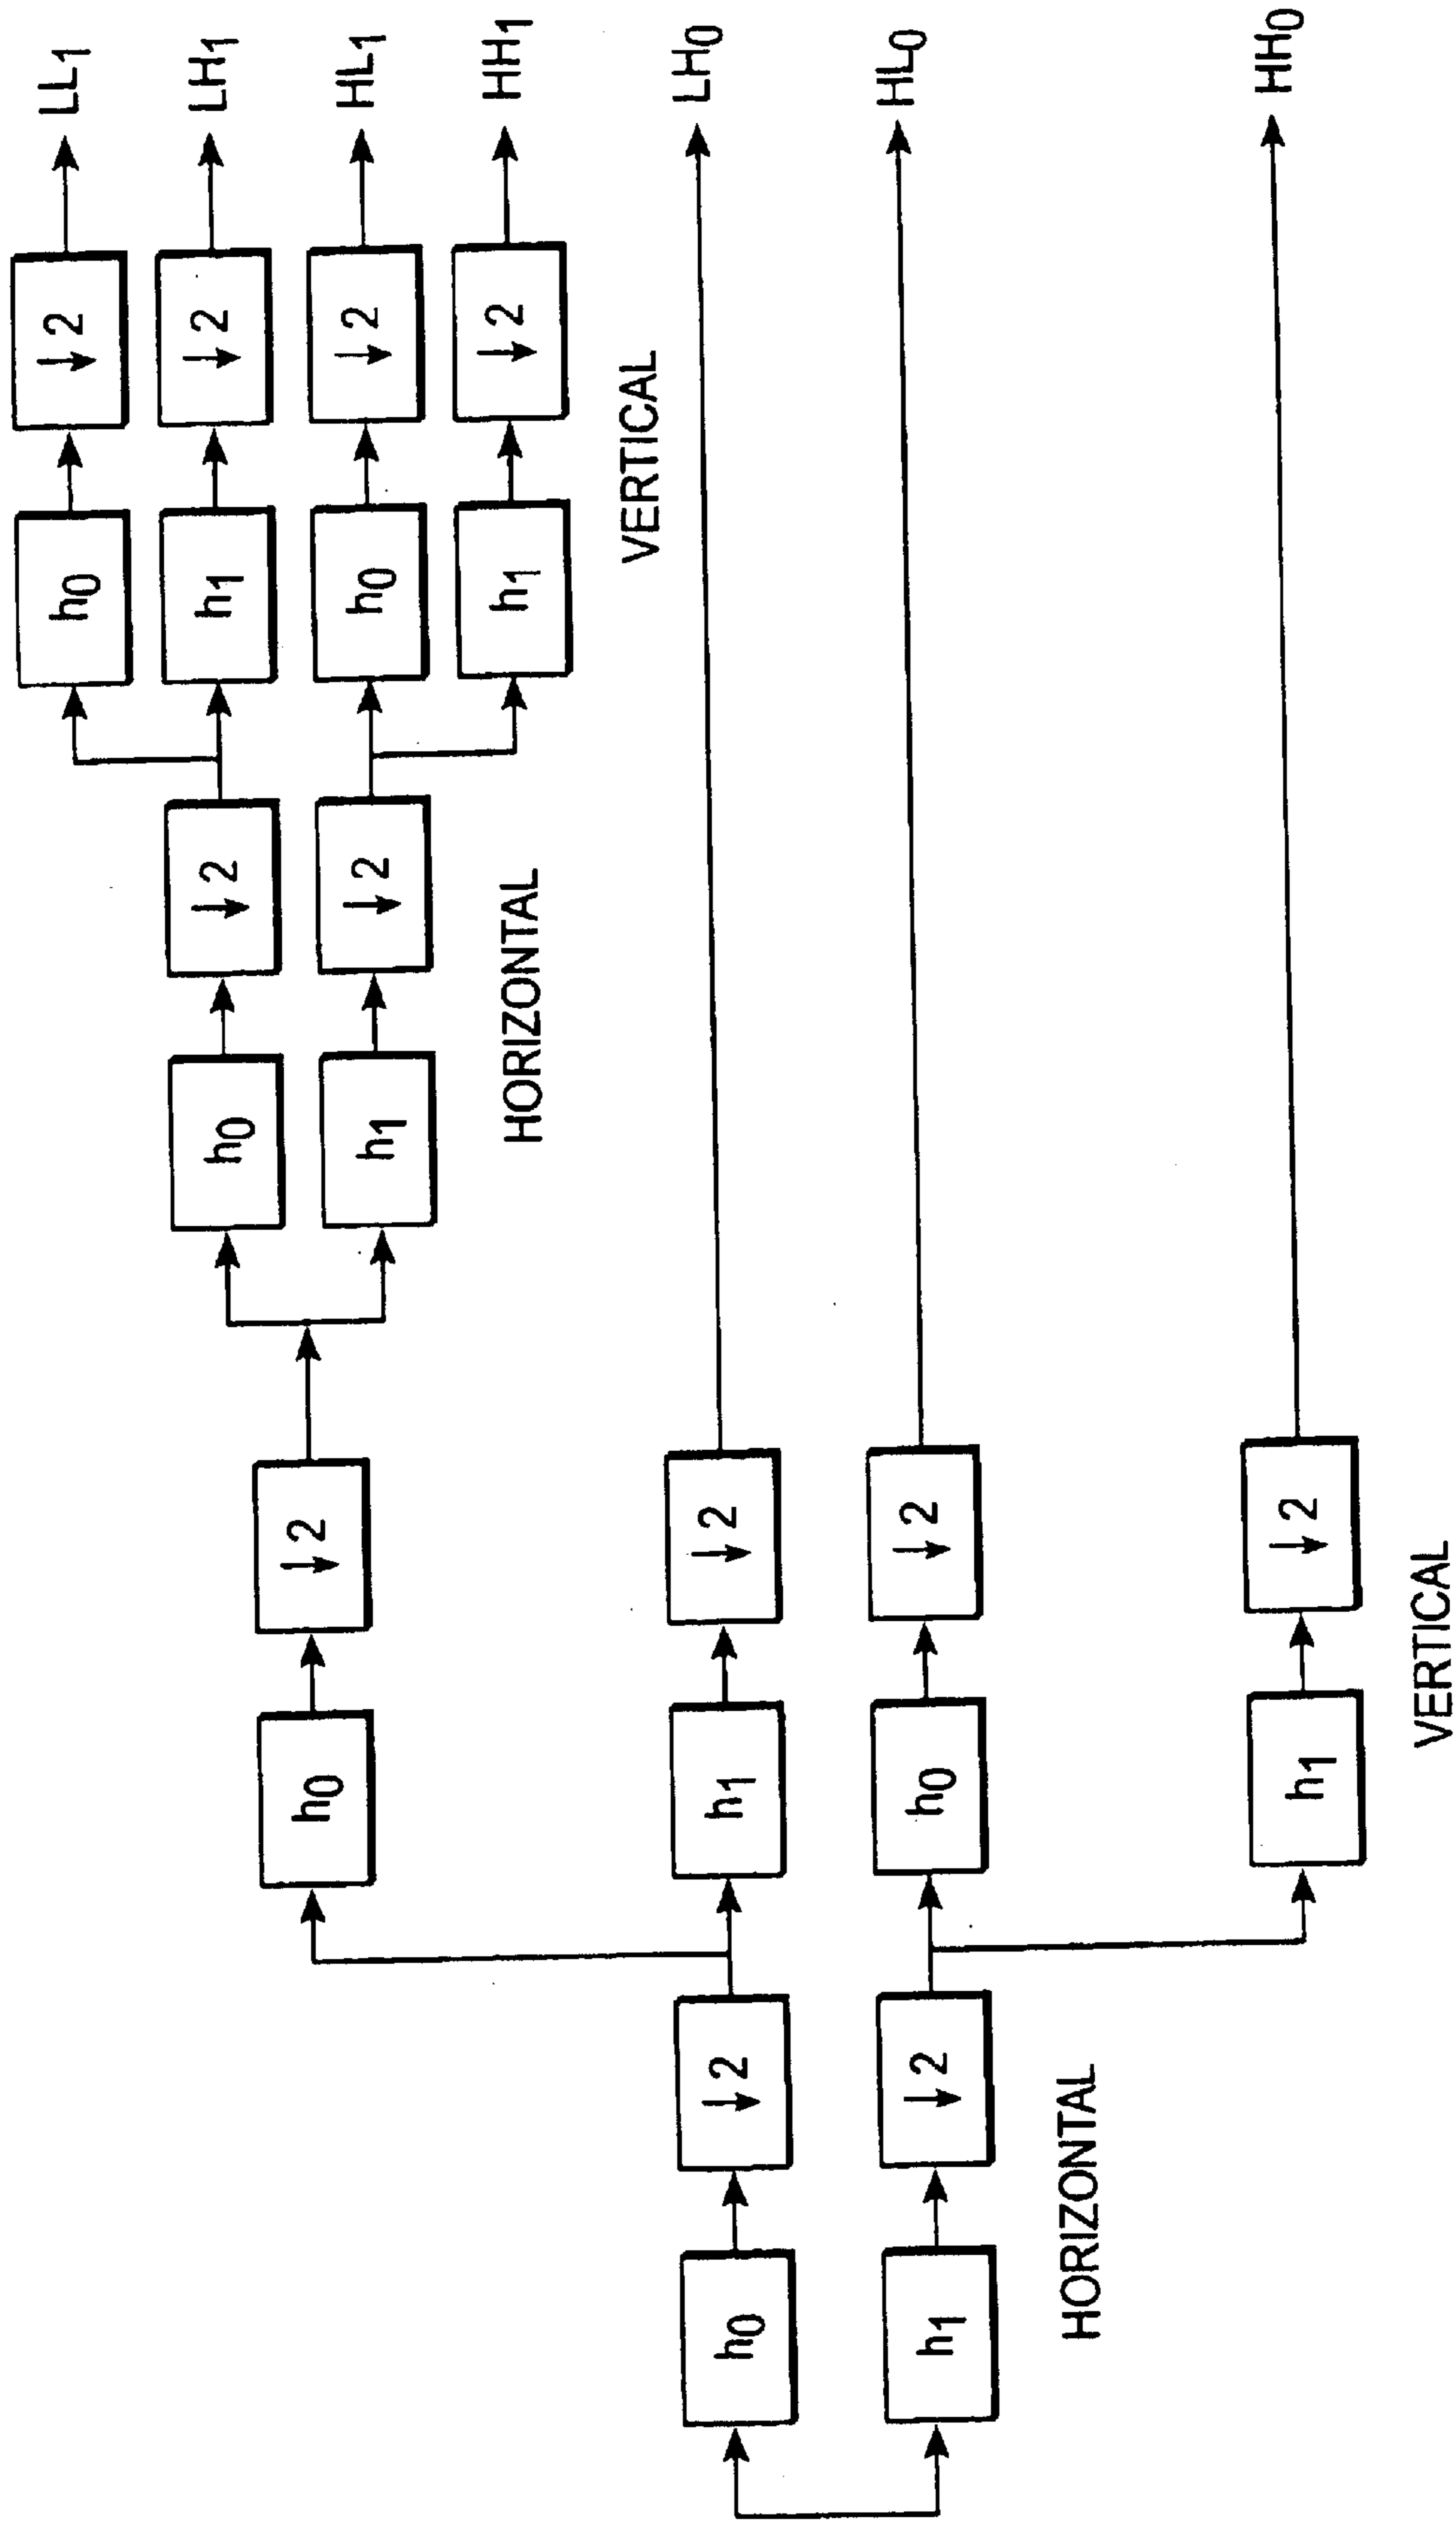 h0 ↓2 LL1
h0 ↓2 h1 ↓2 LH1
h0 ↓2
h1 ↓2 h0 ↓2 HL1
h1 ↓2 HH1
HORIZONTAL
VERTICAL
h0 ↓2 h1 ↓2 LH0
h1 ↓2 h0 ↓2 HL0
HORIZONTAL
h1 ↓2 HH0
VERTICAL